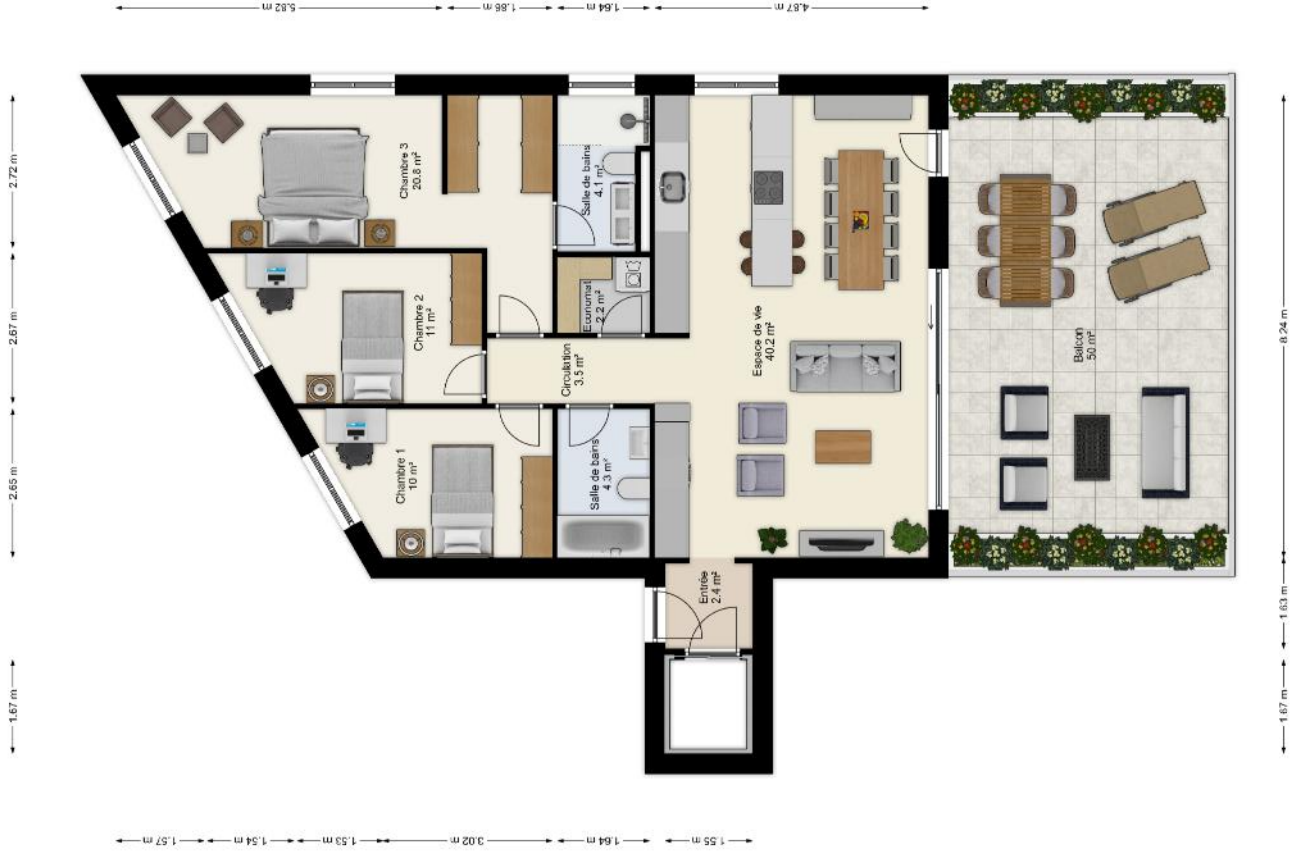 5.82 m
1.86 m
1.64 m
4.87 m
2.72 m
2.67 m
2.65 m
1.67 m
Chambre 3
20.8 m²
Salle de bains
4.1 m²
Chambre 2
11 m²
Economat
2.2 m²
Circulation
3.5 m²
Espace de vie
40.2 m²
Balcon
50 m²
Chambre 1
10 m²
Salle de bains
4.3 m²
Entrée
2.4 m²
8.24 m
1.63 m
1.67 m
1.57 m
1.54 m
1.53 m
3.02 m
1.64 m
1.55 m